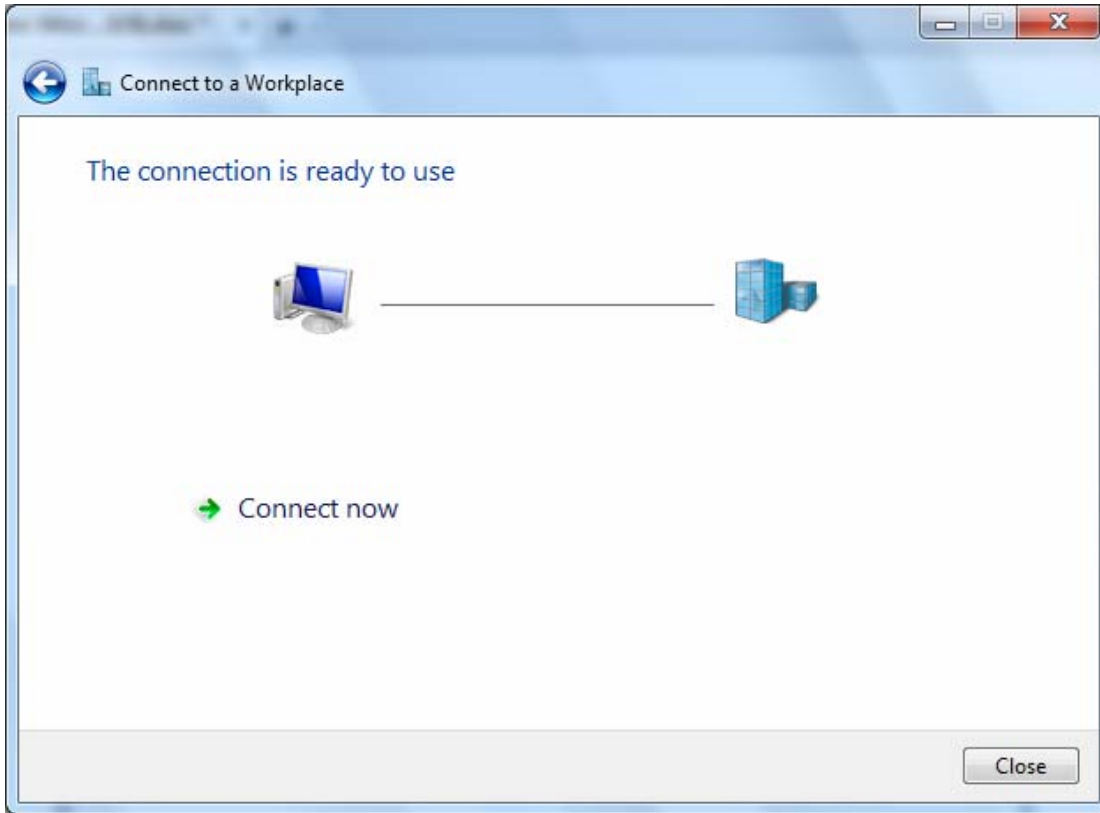 Connect to a Workplace
The connection is ready to use
Connect now
Close